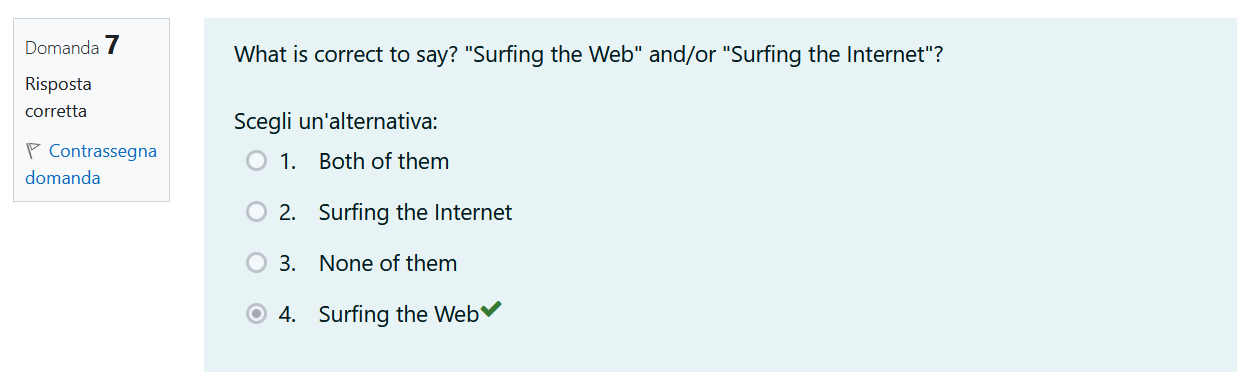 Domanda 7
Risposta
corretta
Contrassegna
domanda
What is correct to say? "Surfing the Web" and/or "Surfing the Internet"?
Scegli un'alternativa:
1. Both of them
2. Surfing the Internet
3. None of them
4. Surfing the Web